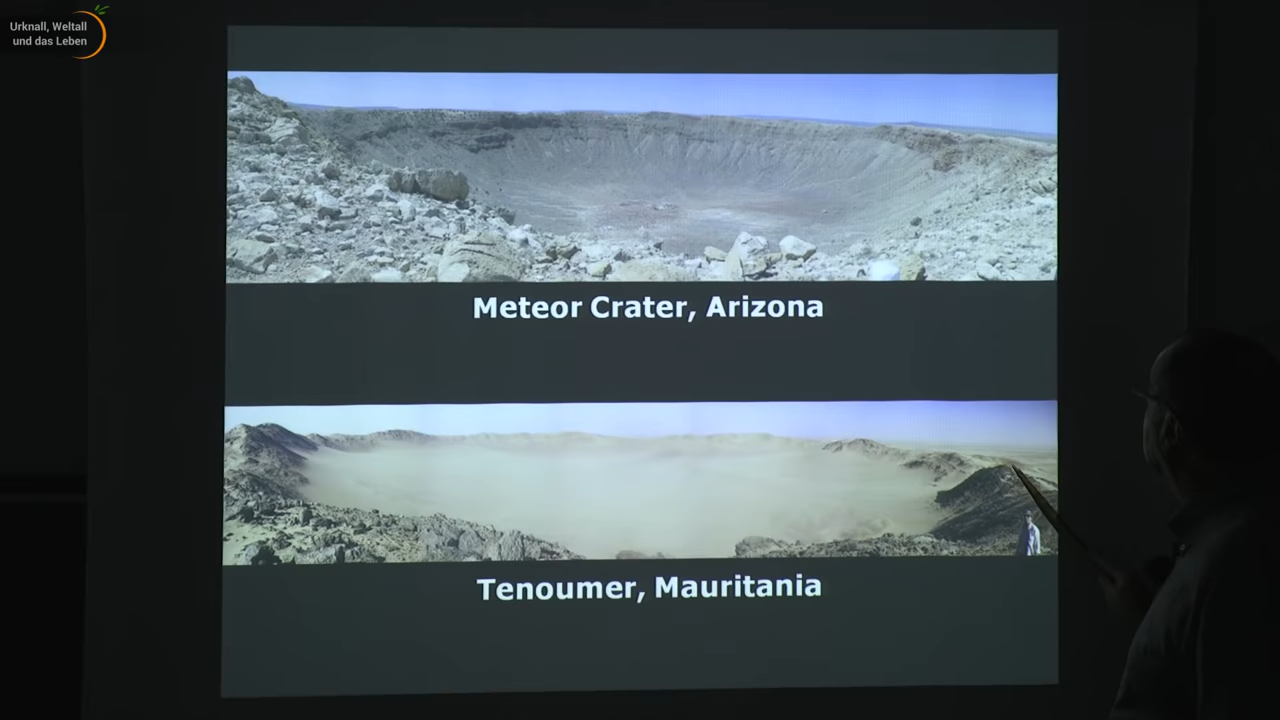 Urknall, Weltall
und das Leben
Meteor Crater, Arizona
Tenoumer, Mauritania